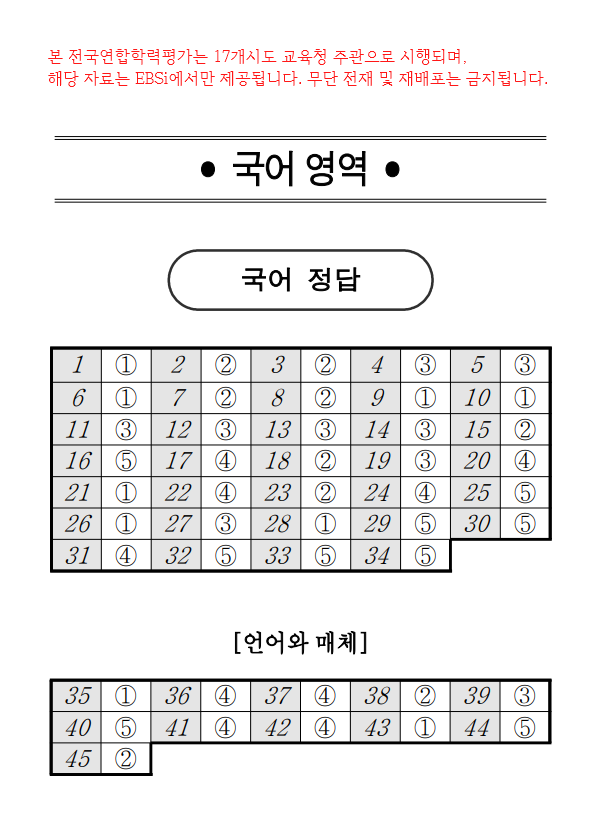 본 전국연합학력평가는 17개시도 교육청 주관으로 시행되며,
해당 자료는 EBSi에서만 제공됩니다. 무단 전재 및 재배포는 금지됩니다.
● 국어 영역 ●
국어 정답
1 ① 2 ② 3 ② 4 ③ 5 ③
6 ① 7 ② 8 ② 9 ① 10 ①
11 ③ 12 ③ 13 ③ 14 ③ 15 ②
16 ⑤ 17 ④ 18 ② 19 ③ 20 ④
21 ① 22 ④ 23 ② 24 ④ 25 ⑤
26 ① 27 ③ 28 ① 29 ⑤ 30 ⑤
31 ④ 32 ⑤ 33 ⑤ 34 ⑤
[언어와 매체]
35 ① 36 ④ 37 ④ 38 ② 39 ③
40 ⑤ 41 ④ 42 ④ 43 ① 44 ⑤
45 ②